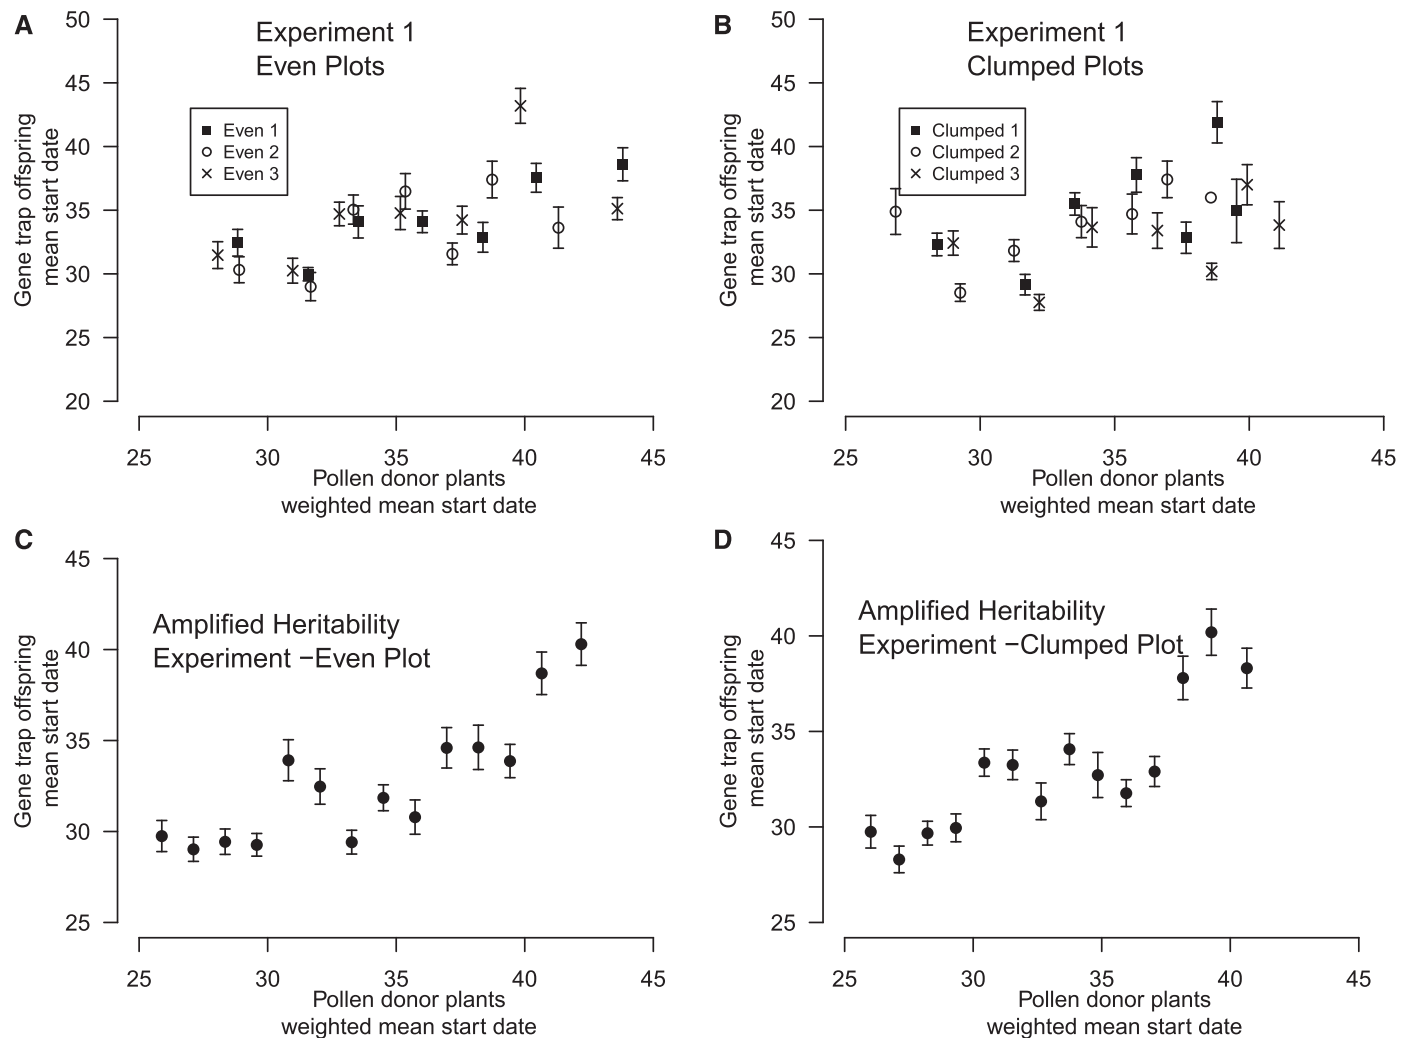 A
Experiment 1
Even Plots
Even 1
Even 2
Even 3
Gene trap offspring
mean start date
50
45
40
35
30
25
20
25 30 35 40 45
Pollen donor plants
weighted mean start date
B
Experiment 1
Clumped Plots
Clumped 1
Clumped 2
Clumped 3
Gene trap offspring
mean start date
50
45
40
35
30
25
20
25 30 35 40 45
Pollen donor plants
weighted mean start date
C
Amplified Heritability
Experiment −Even Plot
Gene trap offspring
mean start date
45
40
35
30
25
25 30 35 40 45
Pollen donor plants
weighted mean start date
D
Amplified Heritability
Experiment −Clumped Plot
Gene trap offspring
mean start date
45
40
35
30
25
25 30 35 40 45
Pollen donor plants
weighted mean start date